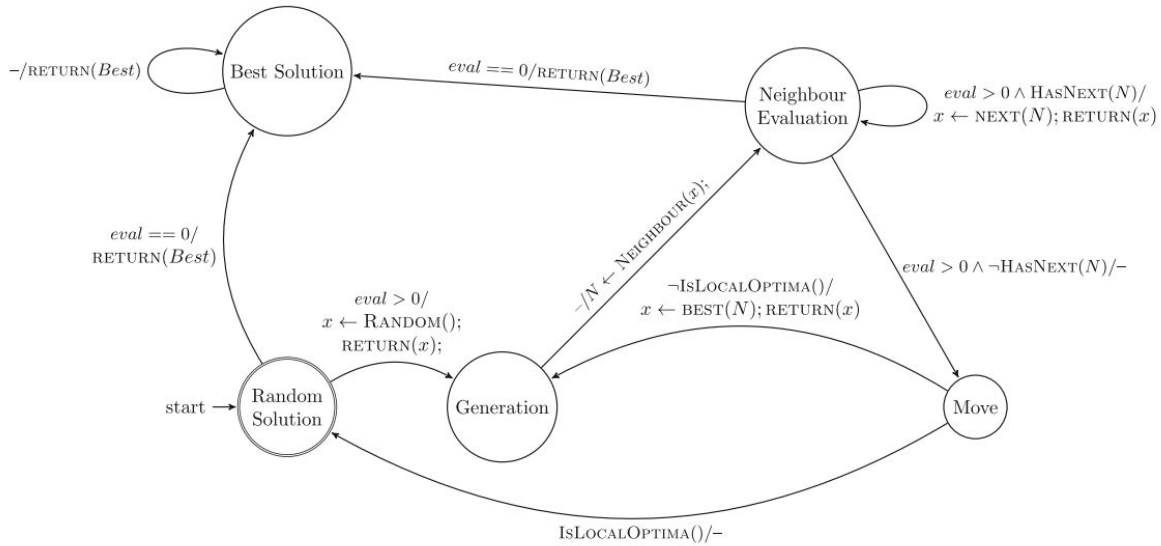 –/RETURN(Best)
Best Solution
eval == 0/RETURN(Best)
Neighbour
Evaluation
eval > 0 ∧ HASNEXT(N)/
x ← NEXT(N); RETURN(x)
eval == 0/
RETURN(Best)
–/N ← NEIGHBOUR(x);
eval > 0 ∧ ¬HASNEXT(N)/–
eval > 0/
x ← RANDOM();
RETURN(x);
¬ISLOCALOPTIMA()/
x ← BEST(N); RETURN(x)
start
Random
Solution
Generation
Move
ISLOCALOPTIMA()/–